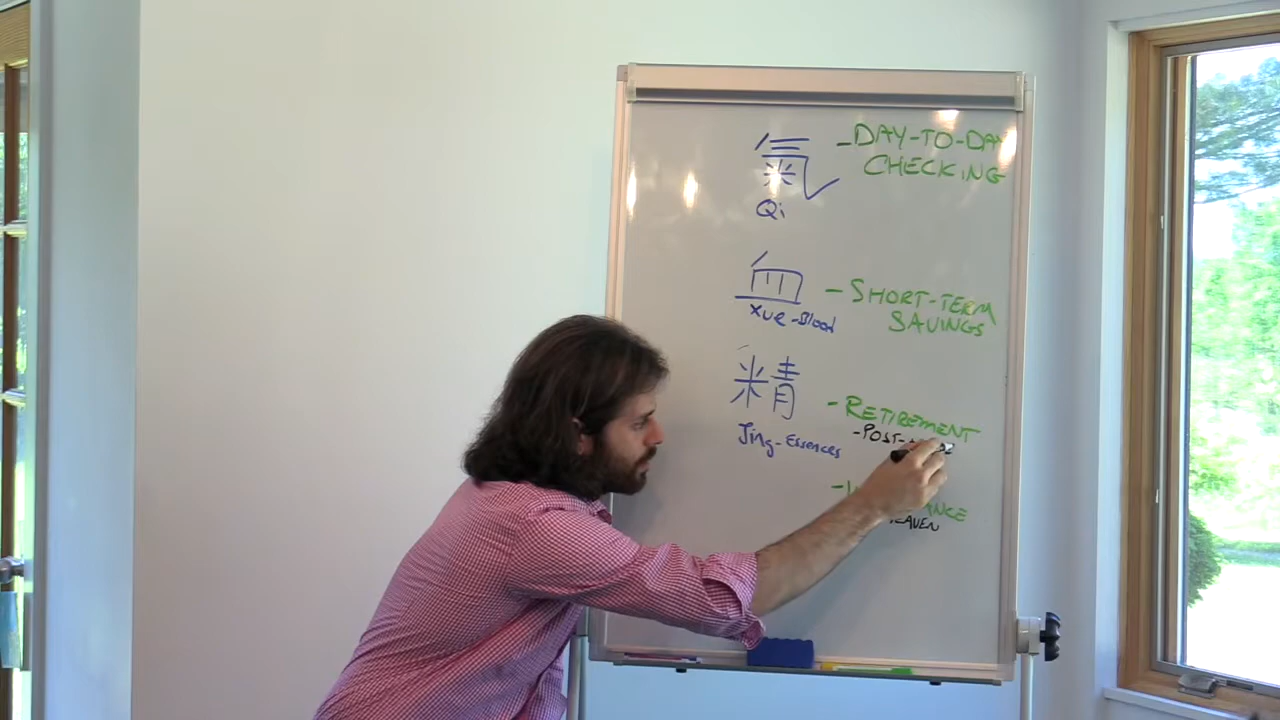 氣 -DAY-TO-DAY
CHECKING
Qi
血 -SHORT-TERM
SAVINGS
Xue-Blood
精 -RETIREMENT
-POST-
Jing-Essences